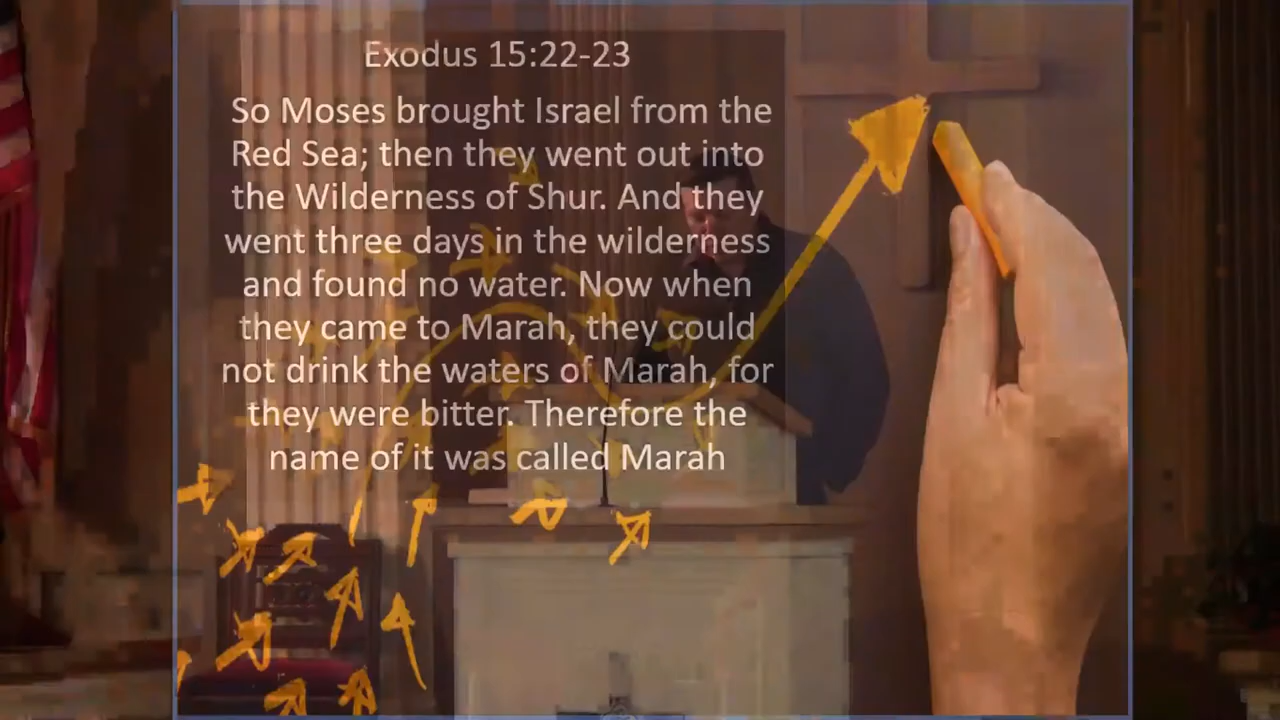 Exodus 15:22-23
So Moses brought Israel from the
Red Sea; then they went out into
the Wilderness of Shur. And they
went three days in the wilderness
and found no water. Now when
they came to Marah, they could
not drink the waters of Marah, for
they were bitter. Therefore the
name of it was called Marah